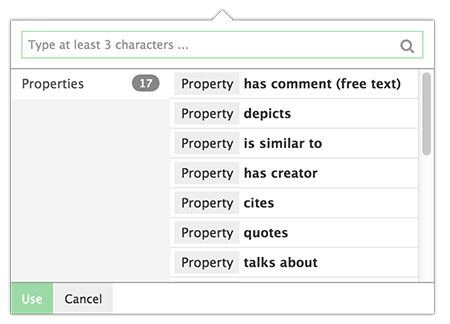 Type at least 3 characters ...
Properties 17
Property has comment (free text)
Property depicts
Property is similar to
Property has creator
Property cites
Property quotes
Property talks about
Use Cancel